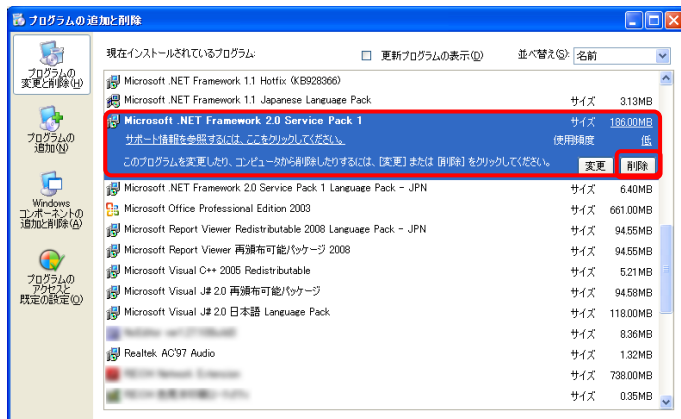 プログラムの追加と削除
プログラムの
変更と削除(H)
プログラムの
追加(N)
Windows
コンポーネントの
追加と削除(A)
プログラムの
アクセスと
既定の設定(O)
現在インストールされているプログラム:
更新プログラムの表示(D)
並べ替え(S): 名前
Microsoft .NET Framework 1.1 Hotfix (KB928366)
Microsoft .NET Framework 1.1 Japanese Language Pack サイズ 3.13MB
Microsoft .NET Framework 2.0 Service Pack 1 サイズ 186.00MB
サポート情報を参照するには、ここをクリックしてください。 使用頻度 低
このプログラムを変更したり、コンピュータから削除したりするには、[変更] または [削除] をクリックしてください。 変更 削除
Microsoft .NET Framework 2.0 Service Pack 1 Language Pack - JPN サイズ 6.40MB
Microsoft Office Professional Edition 2003 サイズ 661.00MB
Microsoft Report Viewer Redistributable 2008 Language Pack - JPN サイズ 94.55MB
Microsoft Report Viewer 再頒布可能パッケージ 2008 サイズ 94.55MB
Microsoft Visual C++ 2005 Redistributable サイズ 5.21MB
Microsoft Visual J# 2.0 再頒布可能パッケージ サイズ 94.58MB
Microsoft Visual J# 2.0 日本語 Language Pack サイズ 118.00MB
サイズ 8.36MB
Realtek AC'97 Audio サイズ 1.32MB
サイズ 738.00MB
サイズ 0.35MB